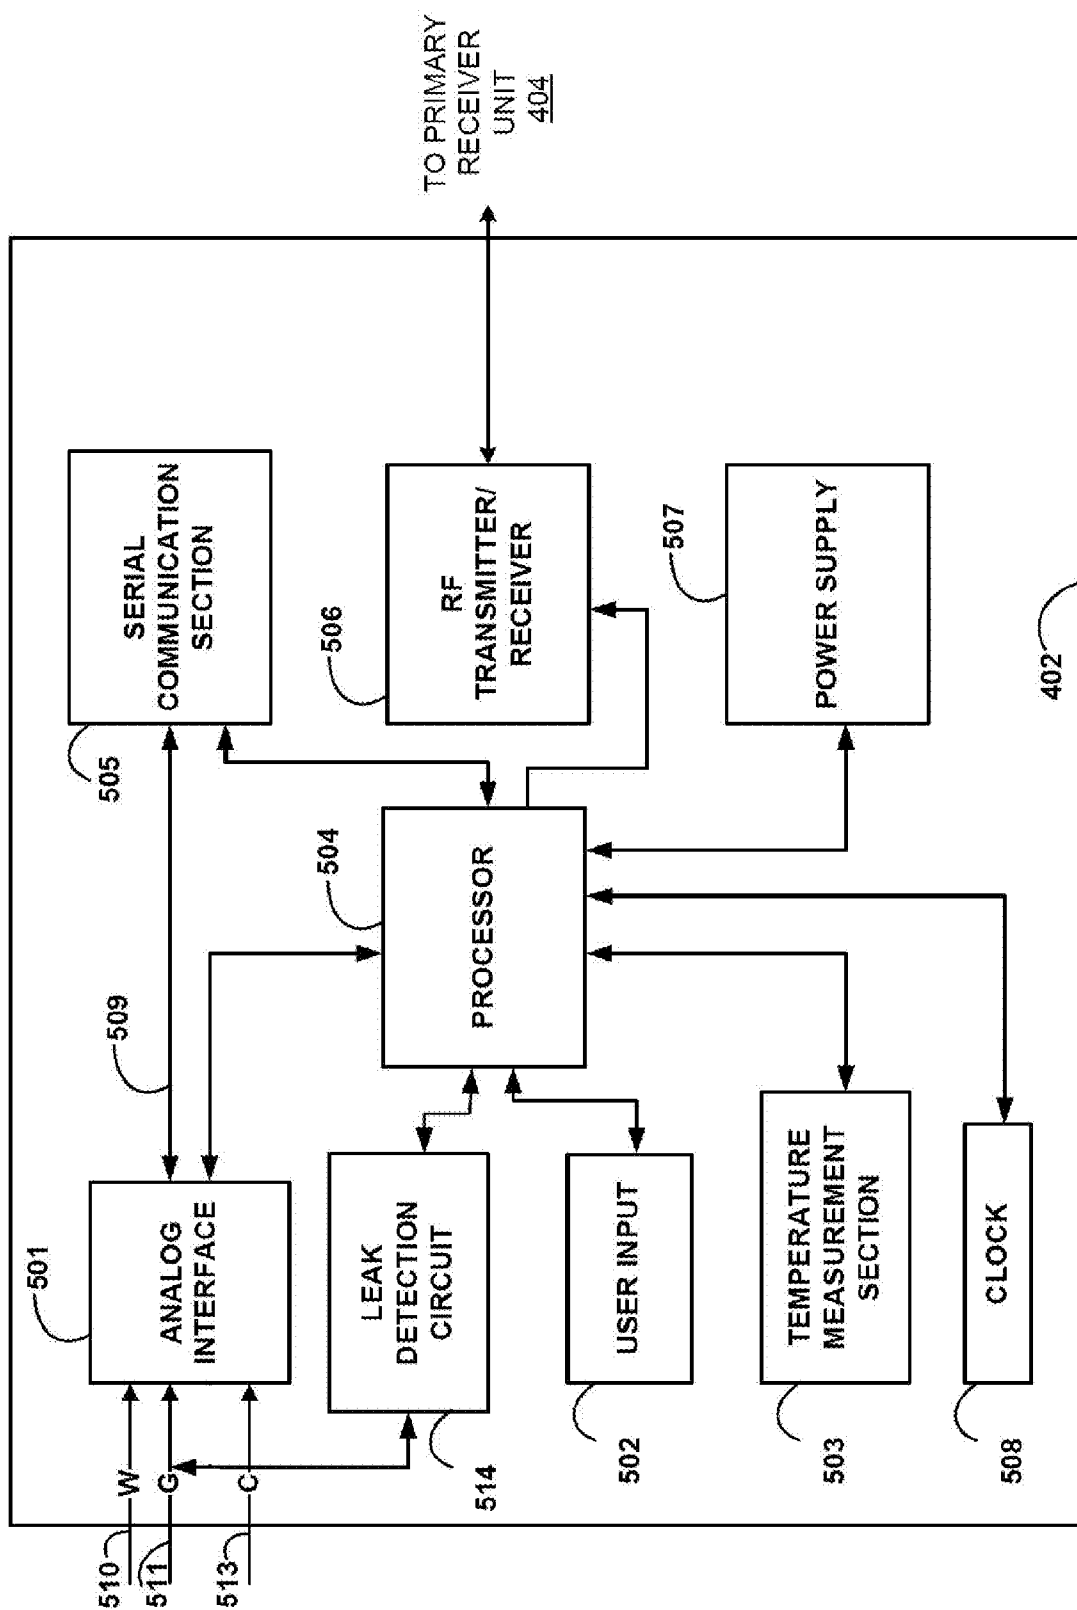 510
W
511
G
513
C
501
ANALOG
INTERFACE
509
505
SERIAL
COMMUNICATION
SECTION
514
LEAK
DETECTION
CIRCUIT
504
PROCESSOR
506
RF
TRANSMITTER/
RECEIVER
TO PRIMARY
RECEIVER
UNIT
404
502
USER INPUT
503
TEMPERATURE
MEASUREMENT
SECTION
507
POWER SUPPLY
508
CLOCK
402